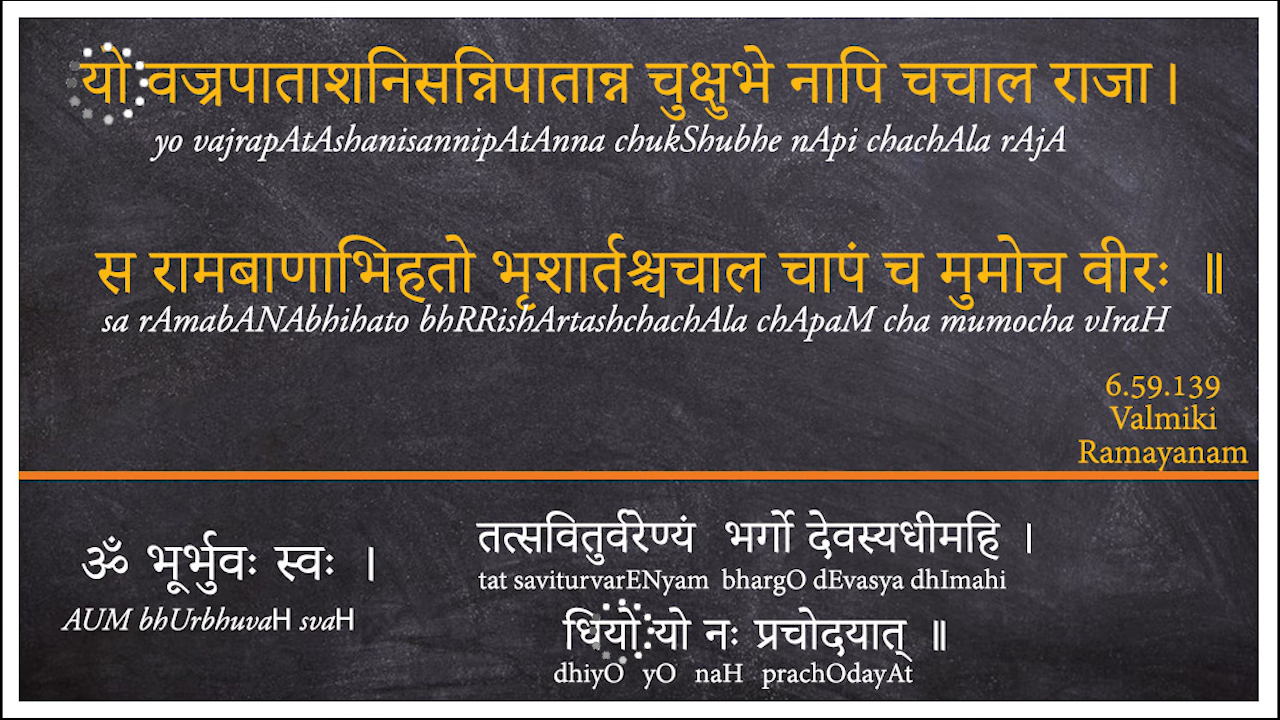 यो वज्रपाताशनिसन्निपातान्न चुक्षुभे नापि चचाल राजा।
yo vajrapAtAshanisannipAtAnna chukShubhe nApi chachAla rAjA
स रामबाणाभिहतो भृशार्तश्चचाल चापं च मुमोच वीरः ॥
sa rAmabANAbhihato bhRRishArtashchachAla chApaM cha mumocha vIraH
6.59.139
Valmiki
Ramayanam
ॐ भूर्भुवः स्वः ।
AUM bhUrbhuvaH svaH
तत्सवितुर्वरेण्यं भर्गो देवस्यधीमहि ।
tat saviturvarENyam bhargO dEvasya dhImahi
धियो यो नः प्रचोदयात् ॥
dhiyO yO naH prachOdayAt